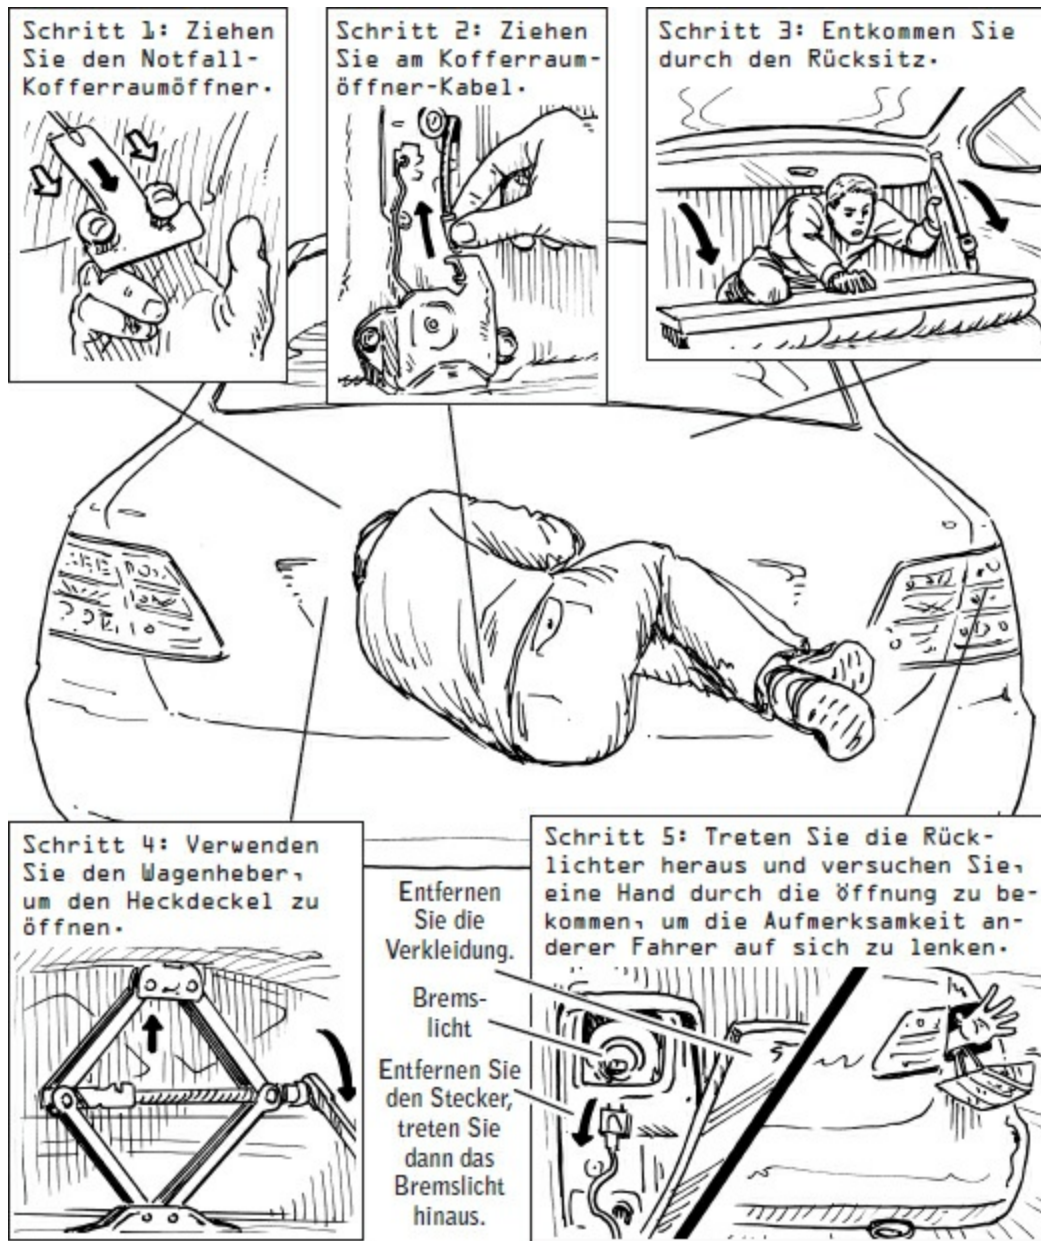 Schritt 1: Ziehen
Sie den Notfall-
Kofferraumöffner.
Schritt 2: Ziehen
Sie am Kofferraum-
öffner-Kabel.
Schritt 3: Entkommen Sie
durch den Rücksitz.
Schritt 4: Verwenden
Sie den Wagenheber,
um den Heckdeckel zu
öffnen.
Entfernen
Sie die
Verkleidung.
Brems-
licht
Entfernen Sie
den Stecker,
treten Sie
dann das
Bremslicht
hinaus.
Schritt 5: Treten Sie die Rück-
lichter heraus und versuchen Sie,
eine Hand durch die Öffnung zu be-
kommen, um die Aufmerksamkeit an-
derer Fahrer auf sich zu lenken.